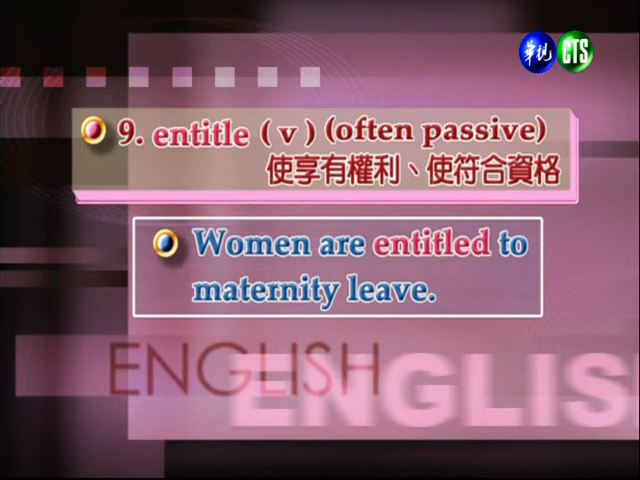 華視 CTS
9. entitle ( v ) (often passive)
使享有權利、使符合資格
Women are entitled to
maternity leave.
ENGLISH
ENGLIS